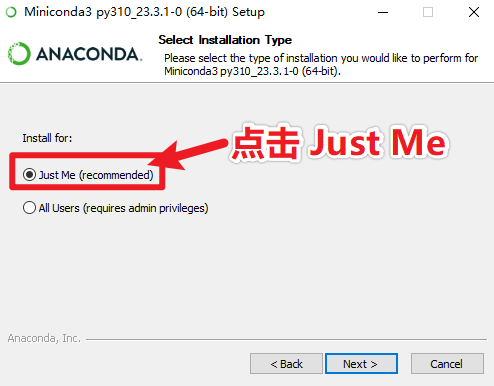 Miniconda3 py310_23.3.1-0 (64-bit) Setup
ANACONDA.
Select Installation Type
Please select the type of installation you would like to perform for
Miniconda3 py310_23.3.1-0 (64-bit).
Install for:
点击 Just Me
Just Me (recommended)
All Users (requires admin privileges)
Anaconda, Inc.
< Back
Next >
Cancel